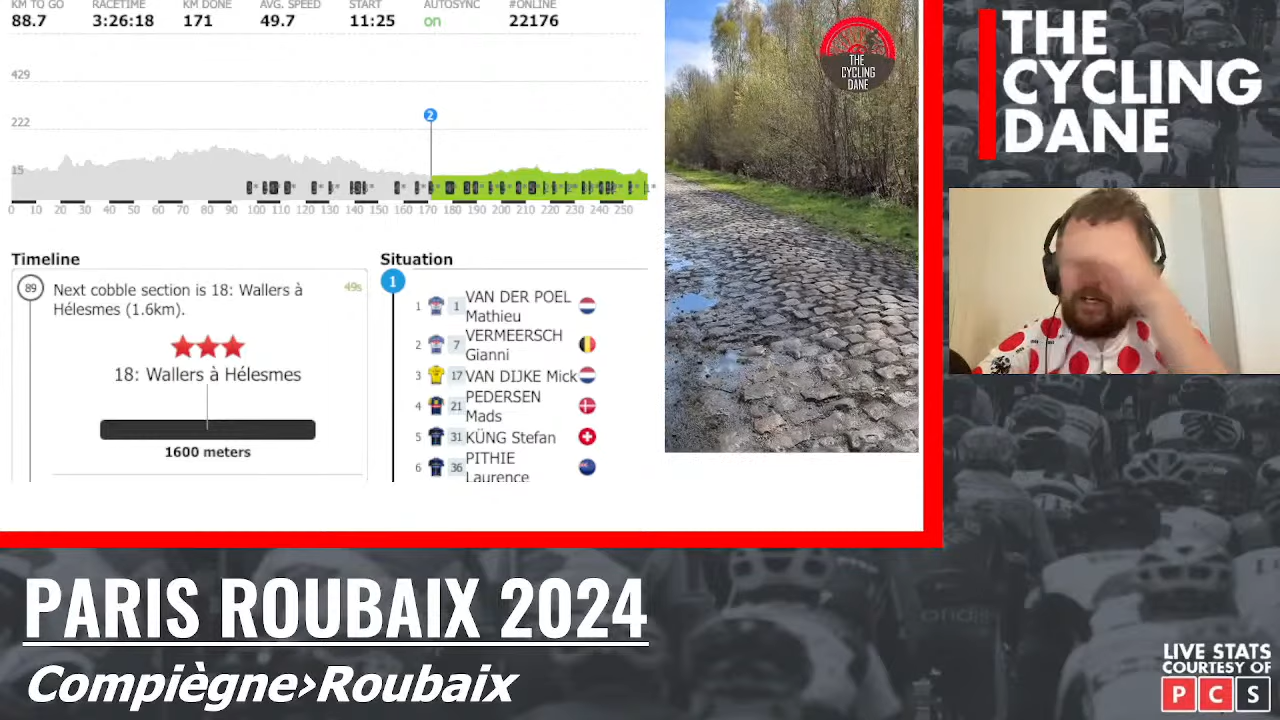 KM TO GO RACETIME KM DONE AVG. SPEED START AUTOSYNC #ONLINE
88.7 3:26:18 171 49.7 11:25 on 22176
429
222
15
2
0 10 20 30 40 50 60 70 80 90 100 110 120 130 140 150 160 170 180 190 200 210 220 230 240 250
Timeline
89 Next cobble section is 18: Wallers à 49s
Hélesmes (1.6km).
18: Wallers à Hélesmes
1600 meters
Situation
1
1 1 VAN DER POEL
Mathieu
2 7 VERMEERSCH
Gianni
3 17 VAN DIJKE Mick
4 21 PEDERSEN
Mads
5 31 KÜNG Stefan
6 36 PITHIE
Laurence
THE
CYCLING
DANE
THE
CYCLING
DANE
PARIS ROUBAIX 2024
Compiègne›Roubaix
LIVE STATS
COURTESY OF
P C S